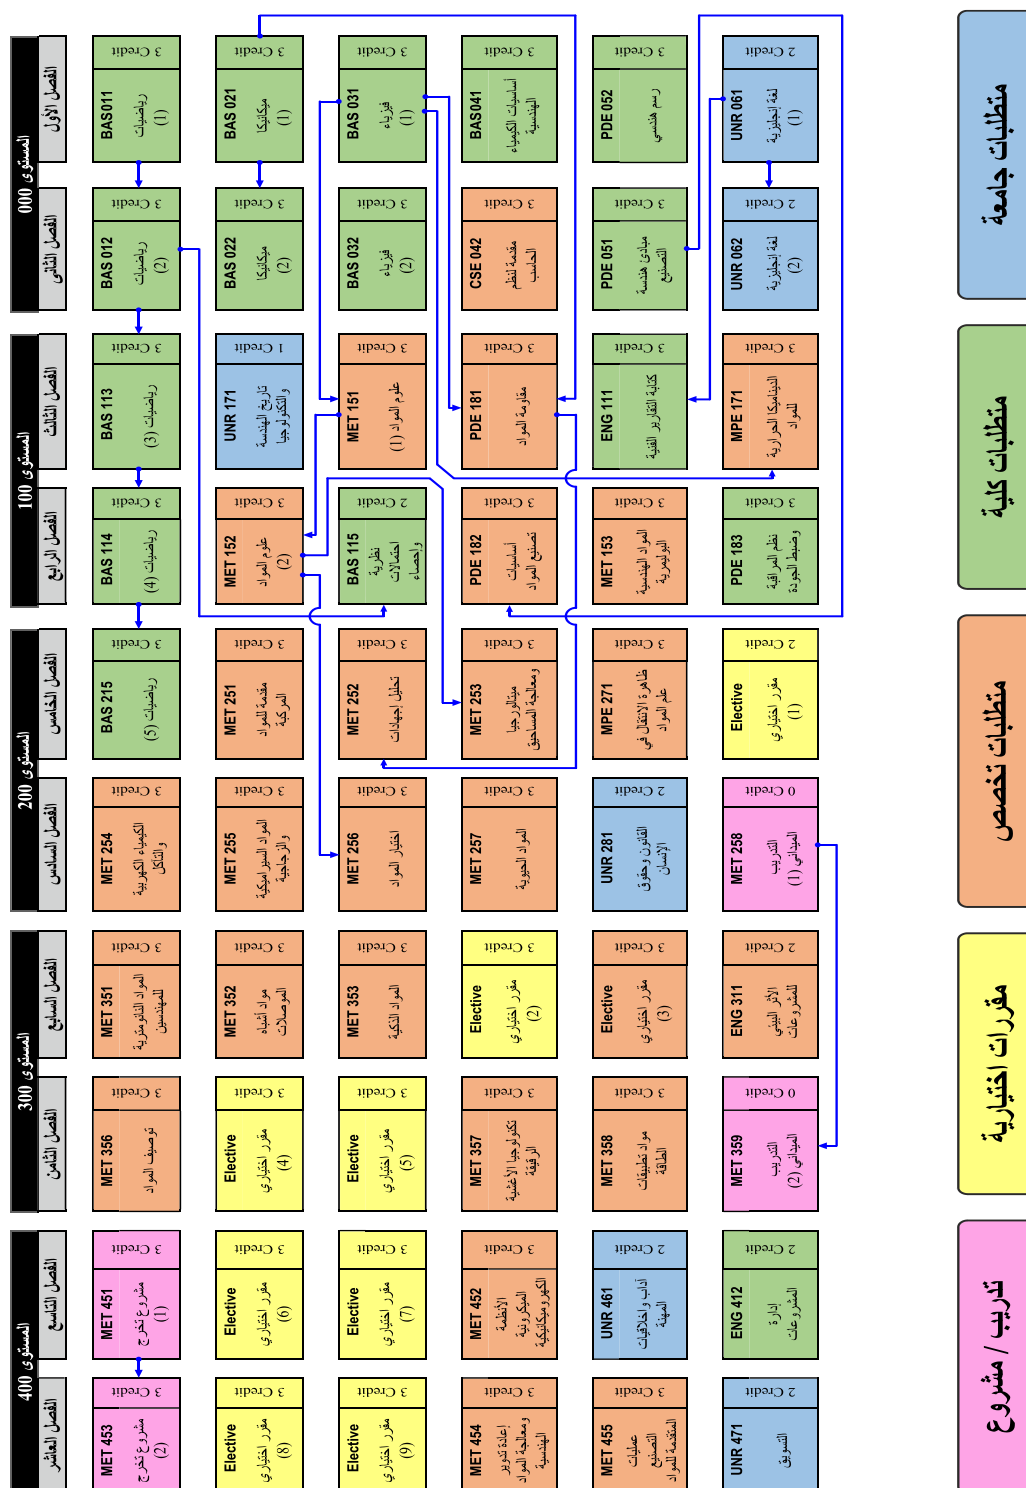 المستوى 000
الفصل الأول
BAS011
رياضيات
(1)
3 Credit
BAS 021
ميكانيكا
(1)
3 Credit
BAS 031
فيزياء
(1)
3 Credit
BAS041
أساسيات الكيمياء
الهندسية
3 Credit
PDE 052
رسم هندسي
3 Credit
UNR 061
لغة إنجليزية
(1)
2 Credit
الفصل الثاني
BAS 012
رياضيات
(2)
3 Credit
BAS 022
ميكانيكا
(2)
3 Credit
BAS 032
فيزياء
(2)
3 Credit
CSE 042
مقدمة لنظم
الحاسب
3 Credit
PDE 051
مبادئ هندسة
التصنيع
3 Credit
UNR 062
لغة إنجليزية
(2)
2 Credit
المستوى 100
الفصل الثالث
BAS 113
رياضيات (3)
3 Credit
UNR 171
تاريخ الهندسة
والتكنولوجيا
1 Credit
MET 151
علوم المواد (1)
3 Credit
PDE 181
مقاومة المواد
3 Credit
ENG 111
كتابة التقارير الفنية
3 Credit
MPE 171
الديناميكا الحرارية
للمواد
3 Credit
الفصل الرابع
BAS 114
رياضيات (4)
3 Credit
MET 152
علوم المواد
(2)
3 Credit
BAS 115
نظرية
احتمالات
وإحصاء
2 Credit
PDE 182
أساسيات
تصنيع المواد
3 Credit
MET 153
المواد الهندسية
البوليمرية
3 Credit
PDE 183
نظم المراقبة
وضبط الجودة
3 Credit
المستوى 200
الفصل الخامس
BAS 215
رياضيات (5)
3 Credit
MET 251
مقدمة للمواد
المركبة
3 Credit
MET 252
تحليل إجهادات
3 Credit
MET 253
ميتالورجيا
ومعالجة المساحيق
3 Credit
MPE 271
ظاهرة الانتقال في
علم المواد
3 Credit
Elective
مقرر اختياري
(1)
2 Credit
الفصل السادس
MET 254
الكيمياء الكهربية
والتآكل
3 Credit
MET 255
المواد السيراميكية
والزجاجية
3 Credit
MET 256
اختيار المواد
3 Credit
MET 257
المواد الحيوية
3 Credit
UNR 281
القانون وحقوق
الإنسان
2 Credit
MET 258
التدريب
الميداني (1)
0 Credit
المستوى 300
الفصل السابع
MET 351
المواد النانومترية
للمهندسين
3 Credit
MET 352
مواد أشباه
الموصلات
3 Credit
MET 353
المواد الذكية
3 Credit
Elective
مقرر اختياري
(2)
3 Credit
Elective
مقرر اختياري
(3)
3 Credit
ENG 311
الأثر البيئي
للمشروعات
2 Credit
الفصل الثامن
MET 356
توصيف المواد
3 Credit
Elective
مقرر اختياري
(4)
3 Credit
Elective
مقرر اختياري
(5)
3 Credit
MET 357
تكنولوجيا الأغشية
الرقيقة
3 Credit
MET 358
مواد تطبيقات
الطاقة
3 Credit
MET 359
التدريب
الميداني (2)
0 Credit
المستوى 400
الفصل التاسع
MET 451
مشروع تخرج
(1)
3 Credit
Elective
مقرر اختياري
(6)
3 Credit
Elective
مقرر اختياري
(7)
3 Credit
MET 452
الأنظمة
الميكرونية
الكهروميكانيكية
3 Credit
UNR 461
آداب واخلاقيات
المهنة
2 Credit
ENG 412
إدارة
المشروعات
2 Credit
الفصل العاشر
MET 453
مشروع تخرج
(2)
3 Credit
Elective
مقرر اختياري
(8)
3 Credit
Elective
مقرر اختياري
(9)
3 Credit
MET 454
إعادة تدوير
ومعالجة المواد
الهندسية
3 Credit
MET 455
عمليات
التصنيع
المتقدمة للمواد
3 Credit
UNR 471
التسويق
2 Credit
متطلبات جامعة
متطلبات كلية
متطلبات تخصص
مقررات اختيارية
تدريب / مشروع